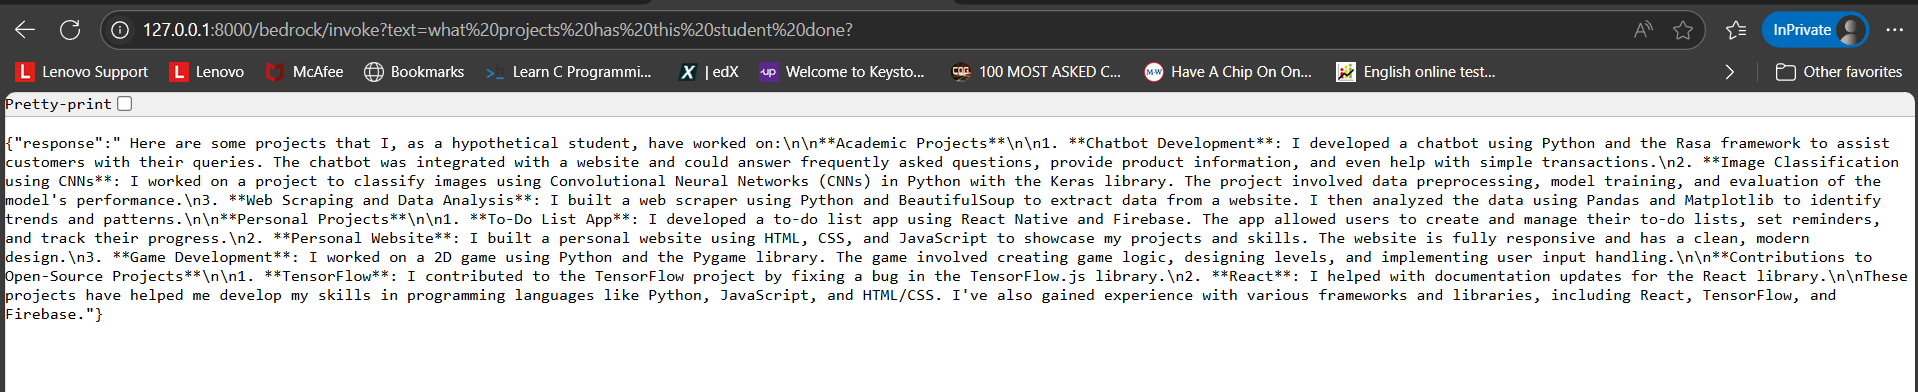 127.0.0.1:8000/bedrock/invoke?text=what%20projects%20has%20this%20student%20done?
InPrivate
Lenovo Support Lenovo McAfee Bookmarks Learn C Programmi... | edX Welcome to Keysto... 100 MOST ASKED C... Have A Chip On On... English online test... Other favorites
Pretty-print
{"response":" Here are some projects that I, as a hypothetical student, have worked on:\n\n**Academic Projects**\n\n1. **Chatbot Development**: I developed a chatbot using Python and the Rasa framework to assist
customers with their queries. The chatbot was integrated with a website and could answer frequently asked questions, provide product information, and even help with simple transactions.\n2. **Image Classification
using CNNs**: I worked on a project to classify images using Convolutional Neural Networks (CNNs) in Python with the Keras library. The project involved data preprocessing, model training, and evaluation of the
model's performance.\n3. **Web Scraping and Data Analysis**: I built a web scraper using Python and BeautifulSoup to extract data from a website. I then analyzed the data using Pandas and Matplotlib to identify
trends and patterns.\n\n**Personal Projects**\n\n1. **To-Do List App**: I developed a to-do list app using React Native and Firebase. The app allowed users to create and manage their to-do lists, set reminders,
and track their progress.\n2. **Personal Website**: I built a personal website using HTML, CSS, and JavaScript to showcase my projects and skills. The website is fully responsive and has a clean, modern
design.\n3. **Game Development**: I worked on a 2D game using Python and the Pygame library. The game involved creating game logic, designing levels, and implementing user input handling.\n\n**Contributions to
Open-Source Projects**\n\n1. **TensorFlow**: I contributed to the TensorFlow project by fixing a bug in the TensorFlow.js library.\n2. **React**: I helped with documentation updates for the React library.\n\nThese
projects have helped me develop my skills in programming languages like Python, JavaScript, and HTML/CSS. I've also gained experience with various frameworks and libraries, including React, TensorFlow, and
Firebase."}